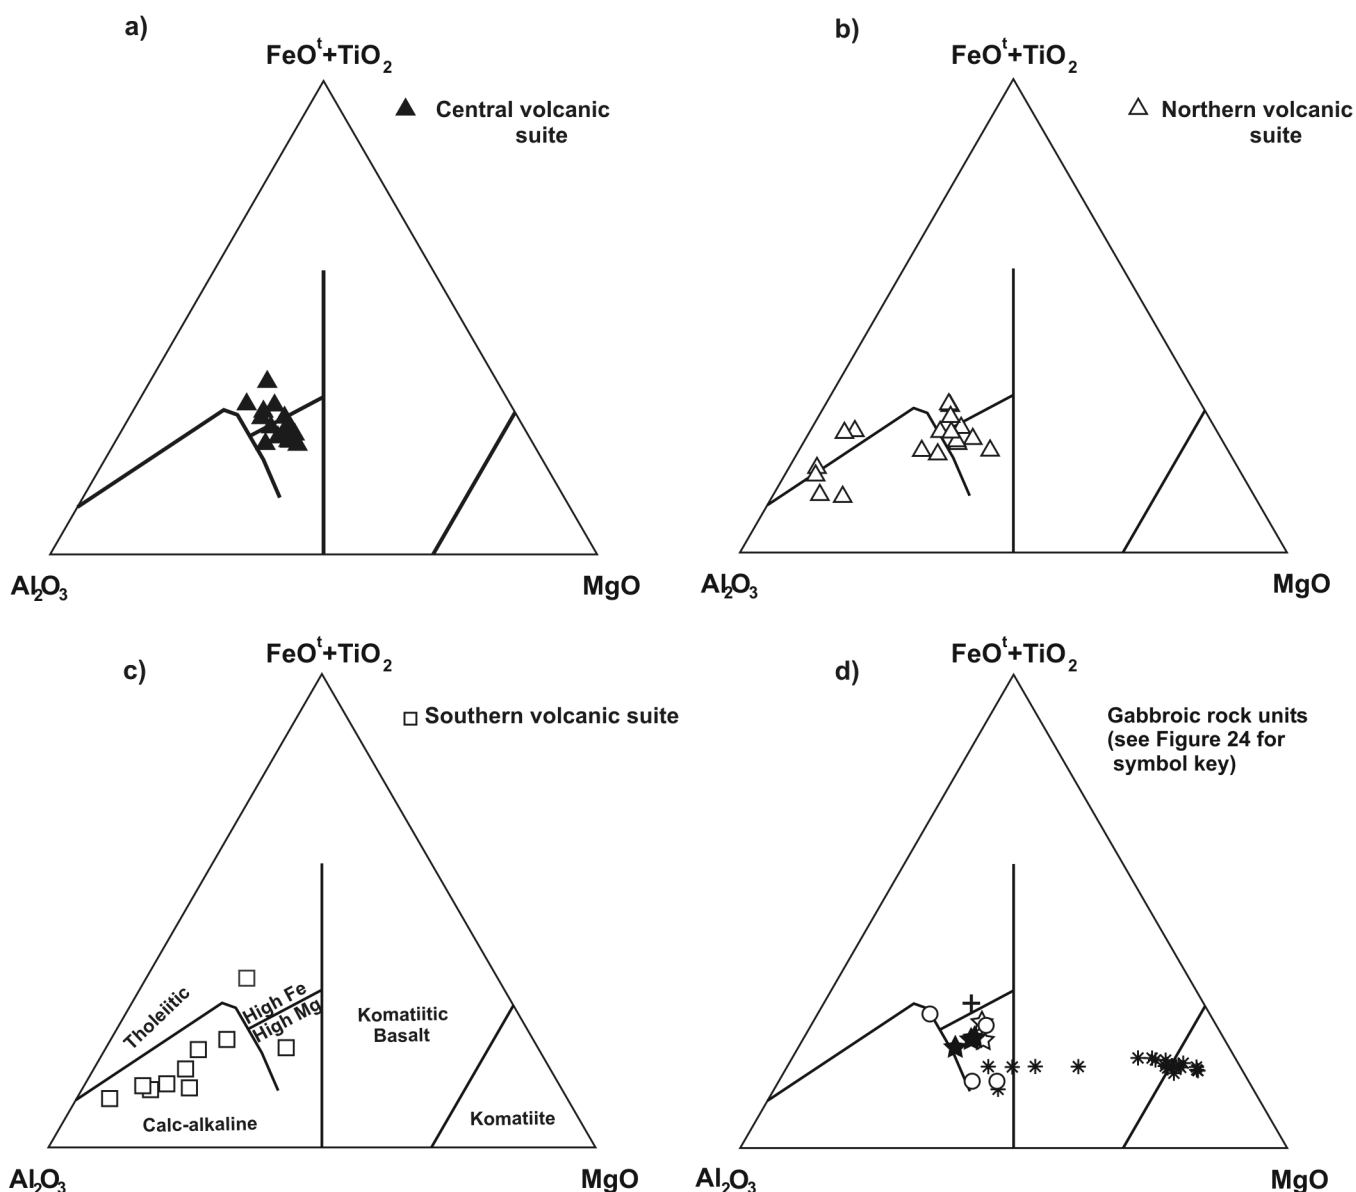 a)
FeOᵗ+TiO₂
Central volcanic
suite
Al₂O₃
MgO
b)
FeOᵗ+TiO₂
Northern volcanic
suite
Al₂O₃
MgO
c)
FeOᵗ+TiO₂
Southern volcanic suite
Tholeiitic
High Fe
High Mg
Komatiitic
Basalt
Calc-alkaline
Komatiite
Al₂O₃
MgO
d)
FeOᵗ+TiO₂
Gabbroic rock units
(see Figure 24 for
symbol key)
Al₂O₃
MgO